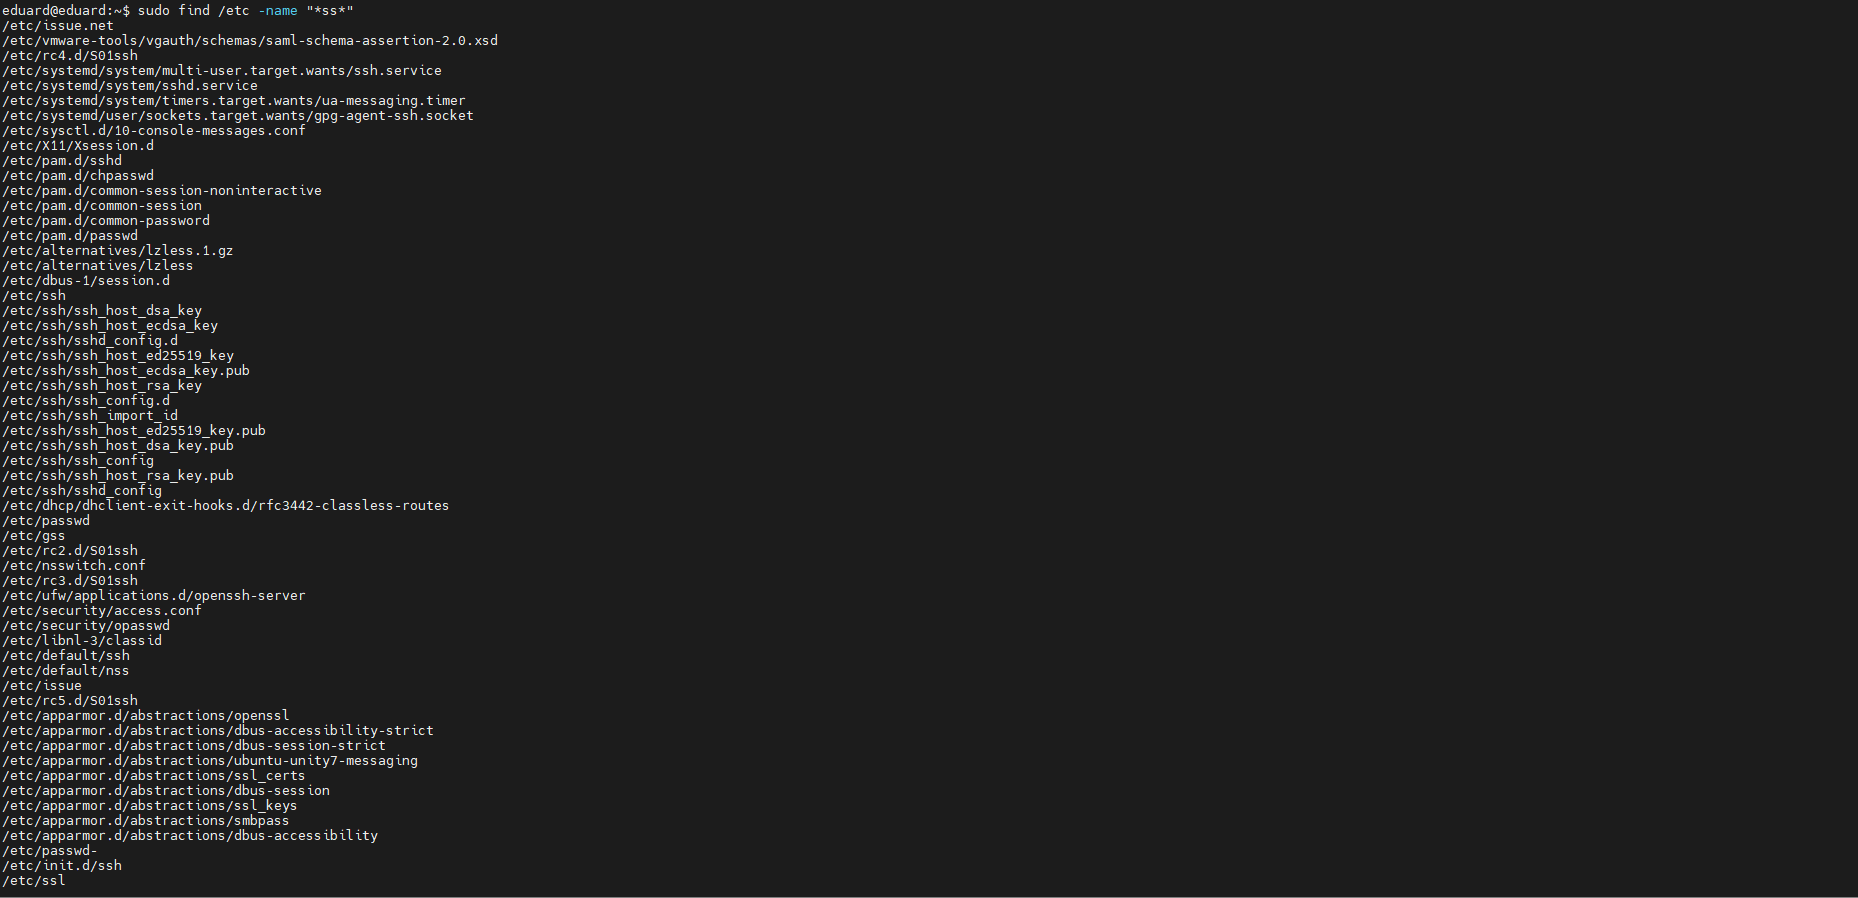 eduard@eduard:~$ sudo find /etc -name "*ss*"
/etc/issue.net
/etc/vmware-tools/vgauth/schemas/saml-schema-assertion-2.0.xsd
/etc/rc4.d/S01ssh
/etc/systemd/system/multi-user.target.wants/ssh.service
/etc/systemd/system/sshd.service
/etc/systemd/system/timers.target.wants/ua-messaging.timer
/etc/systemd/user/sockets.target.wants/gpg-agent-ssh.socket
/etc/sysctl.d/10-console-messages.conf
/etc/X11/Xsession.d
/etc/pam.d/sshd
/etc/pam.d/chpasswd
/etc/pam.d/common-session-noninteractive
/etc/pam.d/common-session
/etc/pam.d/common-password
/etc/pam.d/passwd
/etc/alternatives/lzless.1.gz
/etc/alternatives/lzless
/etc/dbus-1/session.d
/etc/ssh
/etc/ssh/ssh_host_dsa_key
/etc/ssh/ssh_host_ecdsa_key
/etc/ssh/sshd_config.d
/etc/ssh/ssh_host_ed25519_key
/etc/ssh/ssh_host_ecdsa_key.pub
/etc/ssh/ssh_host_rsa_key
/etc/ssh/ssh_config.d
/etc/ssh/ssh_import_id
/etc/ssh/ssh_host_ed25519_key.pub
/etc/ssh/ssh_host_dsa_key.pub
/etc/ssh/ssh_config
/etc/ssh/ssh_host_rsa_key.pub
/etc/ssh/sshd_config
/etc/dhcp/dhclient-exit-hooks.d/rfc3442-classless-routes
/etc/passwd
/etc/gss
/etc/rc2.d/S01ssh
/etc/nsswitch.conf
/etc/rc3.d/S01ssh
/etc/ufw/applications.d/openssh-server
/etc/security/access.conf
/etc/security/opasswd
/etc/libnl-3/classid
/etc/default/ssh
/etc/default/nss
/etc/issue
/etc/rc5.d/S01ssh
/etc/apparmor.d/abstractions/openssl
/etc/apparmor.d/abstractions/dbus-accessibility-strict
/etc/apparmor.d/abstractions/dbus-session-strict
/etc/apparmor.d/abstractions/ubuntu-unity7-messaging
/etc/apparmor.d/abstractions/ssl_certs
/etc/apparmor.d/abstractions/dbus-session
/etc/apparmor.d/abstractions/ssl_keys
/etc/apparmor.d/abstractions/smbpass
/etc/apparmor.d/abstractions/dbus-accessibility
/etc/passwd-
/etc/init.d/ssh
/etc/ssl